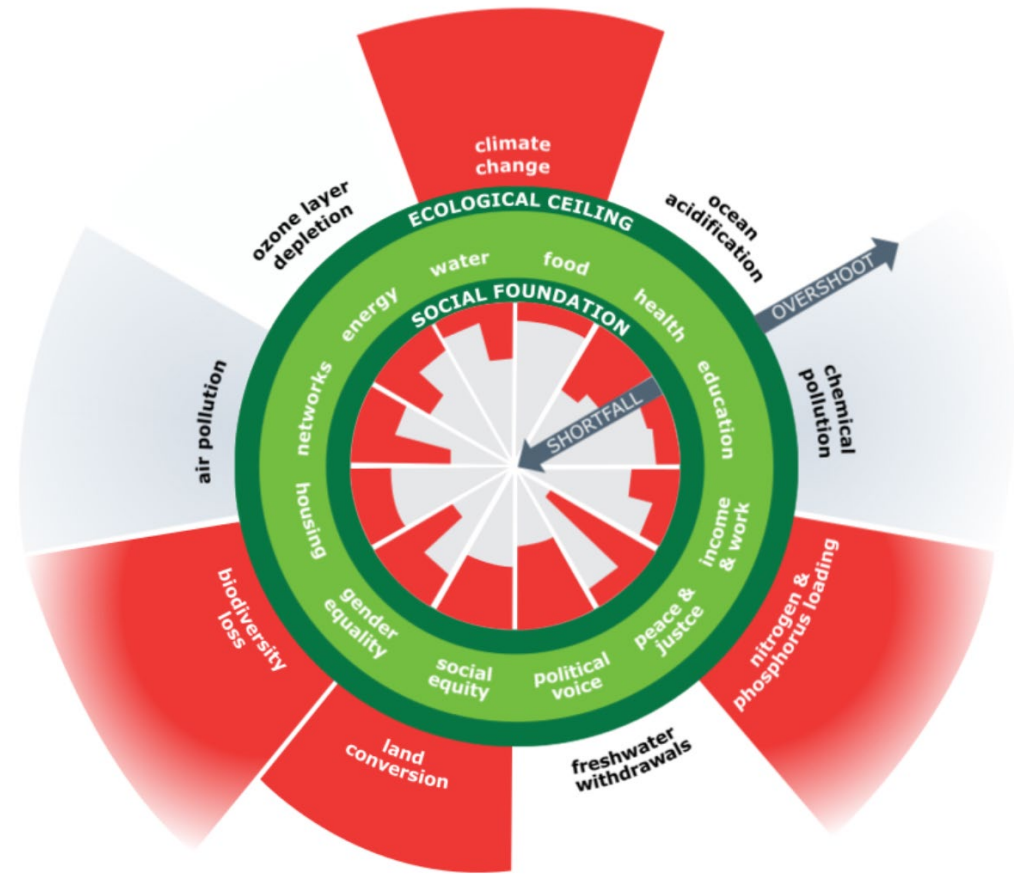 climate
change
ozone layer
depletion
ocean
acidification
ECOLOGICAL CEILING
water
food
energy
health
SOCIAL FOUNDATION
OVERSHOOT
networks
education
SHORTFALL
air pollution
chemical
pollution
housing
income
& work
biodiversity
loss
gender
equality
peace &
justce
nitrogen &
phosphorus loading
social
equity
political
voice
land
conversion
freshwater
withdrawals